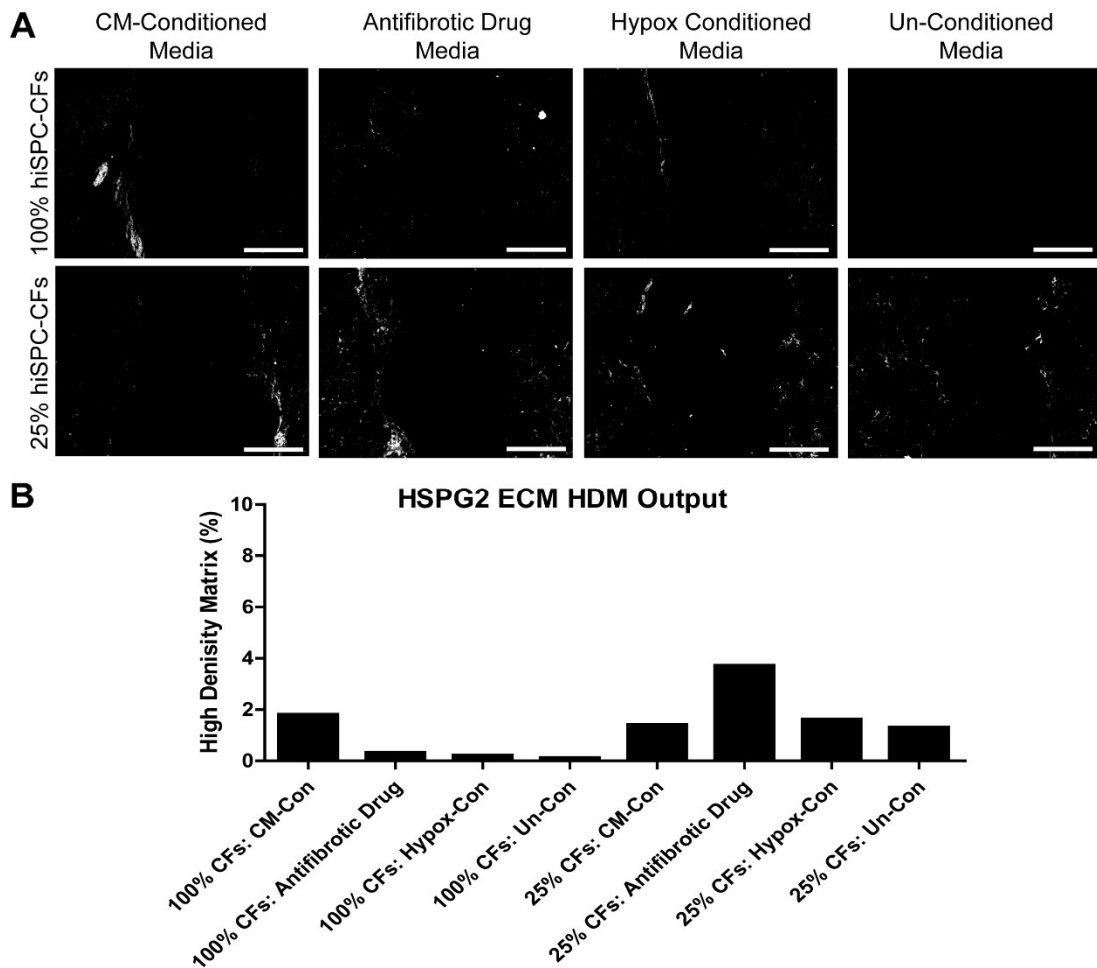 A
CM-Conditioned
Media
Antifibrotic Drug
Media
Hypox Conditioned
Media
Un-Conditioned
Media
100% hiSPC-CFs
25% hiSPC-CFs
B
HSPG2 ECM HDM Output
High Denisity Matrix (%)
10
8
6
4
2
0
100% CFs: CM-Con
100% CFs: Antifibrotic Drug
100% CFs: Hypox-Con
100% CFs: Un-Con
25% CFs: CM-Con
25% CFs: Antifibrotic Drug
25% CFs: Hypox-Con
25% CFs: Un-Con